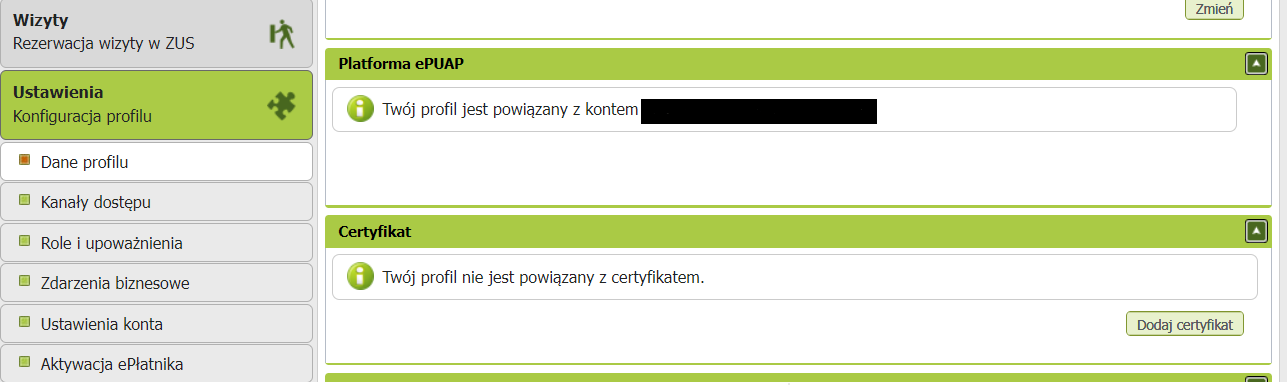 Wizyty
Rezerwacja wizyty w ZUS
Ustawienia
Konfiguracja profilu
Dane profilu
Kanały dostępu
Role i upoważnienia
Zdarzenia biznesowe
Ustawienia konta
Aktywacja ePłatnika
Zmień
Platforma ePUAP
Twój profil jest powiązany z kontem
Certyfikat
Twój profil nie jest powiązany z certyfikatem.
Dodaj certyfikat